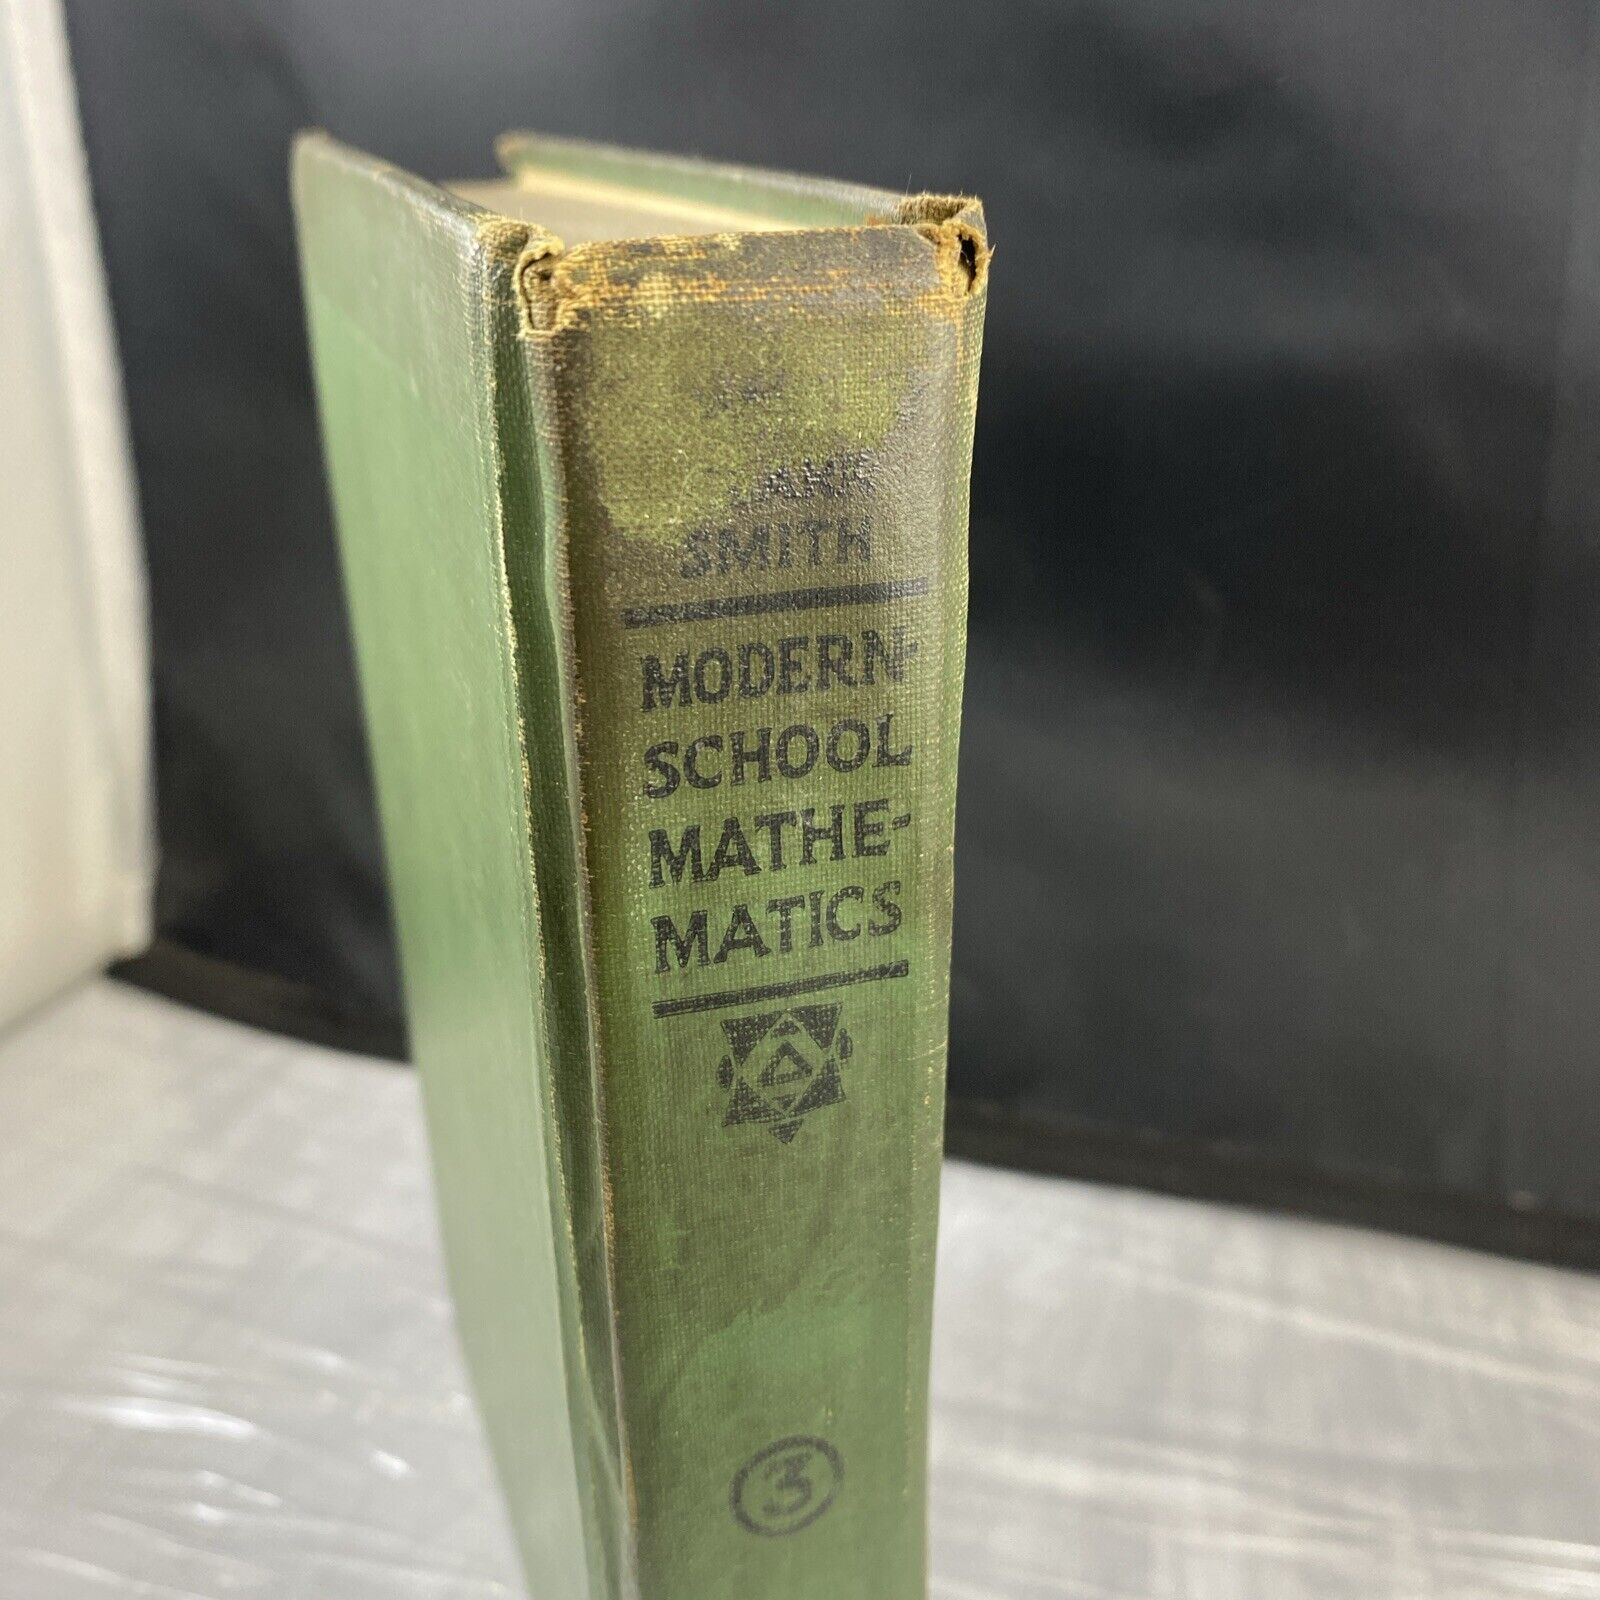 SMITH
MODERN-
SCHOOL
MATHE-
MATICS
3